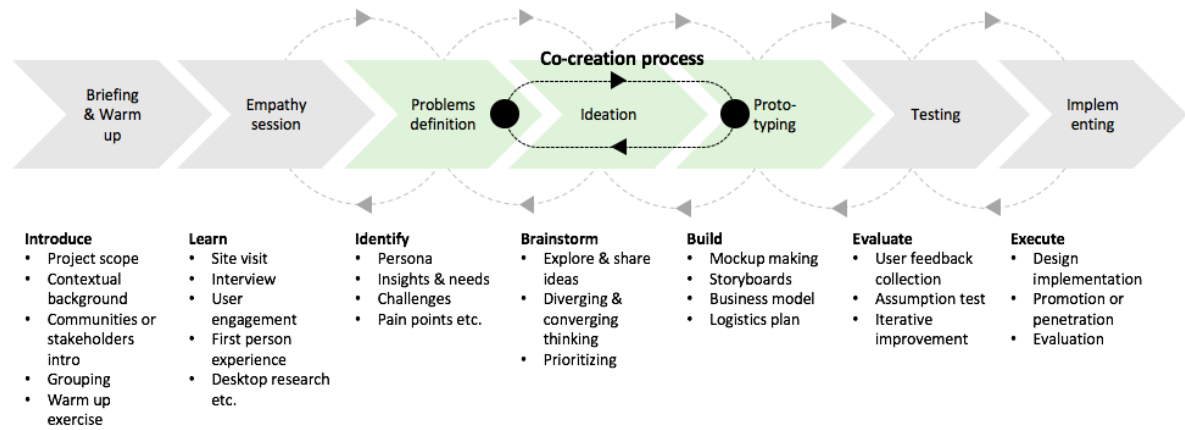 Co-creation process
Briefing
& Warm
up
Empathy
session
Problems
definition
Ideation
Proto-
typing
Testing
Implem
enting
Introduce
• Project scope
• Contextual
background
• Communities or
stakeholders
intro
• Grouping
• Warm up
exercise
Learn
• Site visit
• Interview
• User
engagement
• First person
experience
• Desktop research
etc.
Identify
• Persona
• Insights & needs
• Challenges
• Pain points etc.
Brainstorm
• Explore & share
ideas
• Diverging &
converging
thinking
• Prioritizing
Build
• Mockup making
• Storyboards
• Business model
• Logistics plan
Evaluate
• User feedback
collection
• Assumption test
• Iterative
improvement
Execute
• Design
implementation
• Promotion or
penetration
• Evaluation